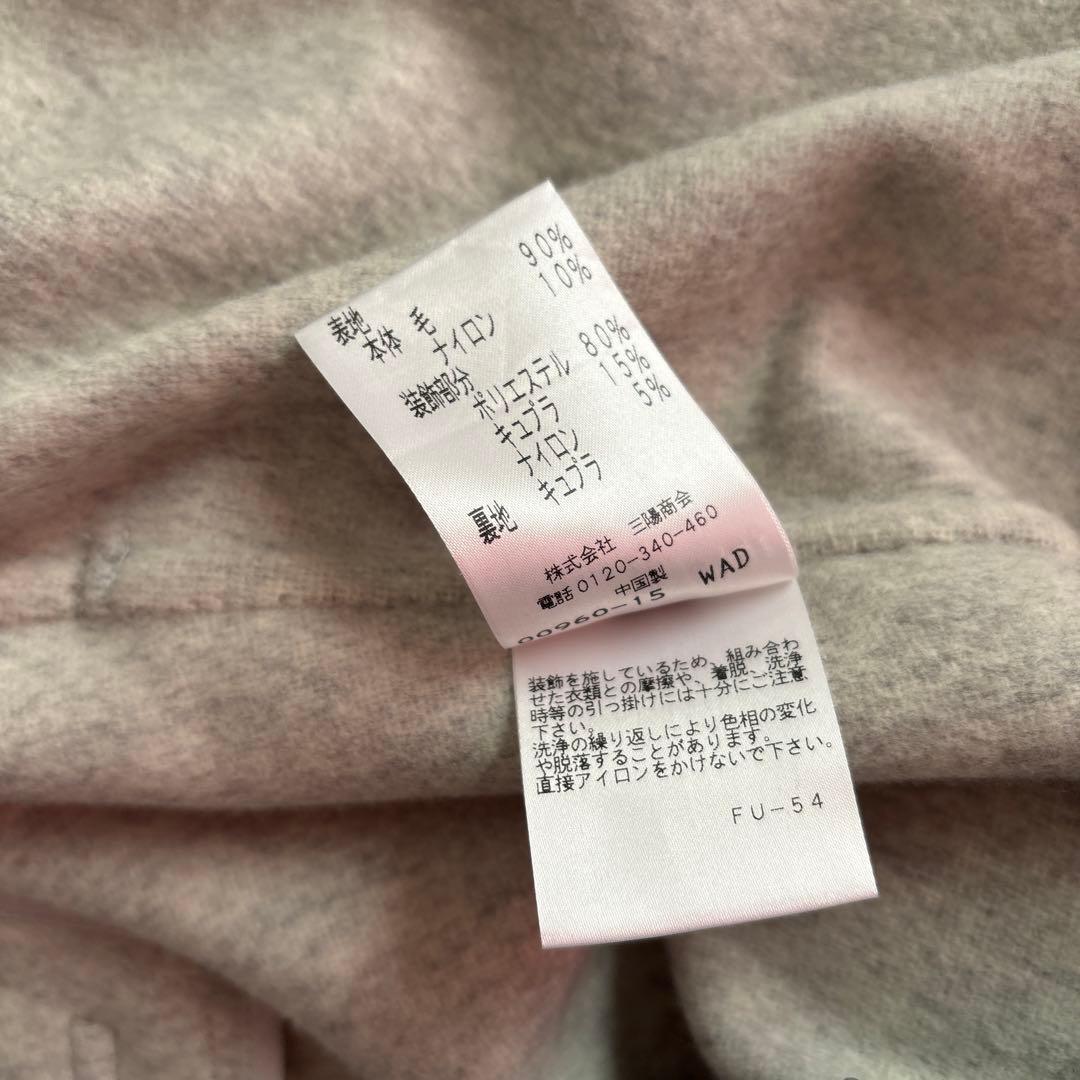 表地
本体 毛 90%
ナイロン 10%
装飾部分
ポリエステル 80%
キュプラ 15%
ナイロン 5%
裏地 キュプラ
株式会社 三陽商会
電話0120-340-460
中国製
00960-15 WAD
装飾を施しているため、組み合わ
せた衣類との摩擦や、着脱、洗浄
時等の引っ掛けには十分にご注意
下さい。
洗浄の繰り返しにより色相の変化
や脱落することがあります。
直接アイロンをかけないで下さい。
FU-54